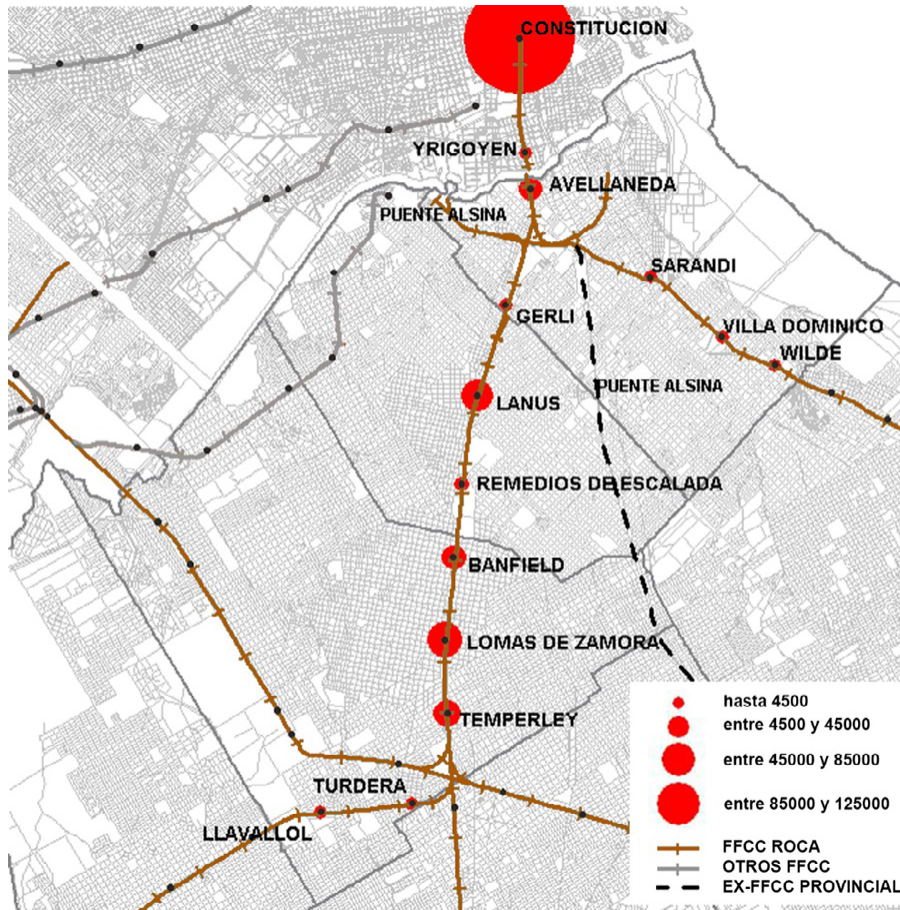 CONSTITUCION
YRIGOYEN
AVELLANEDA
PUENTE ALSINA
SARANDI
GERLI
VILLA DOMINICO
WILDE
PUENTE ALSINA
LANUS
REMEDIOS DE ESCALADA
BANFIELD
LOMAS DE ZAMORA
TEMPERLEY
TURDERA
LLAVALLOL
hasta 4500
entre 4500 y 45000
entre 45000 y 85000
entre 85000 y 125000
FFCC ROCA
OTROS FFCC
EX-FFCC PROVINCIAL